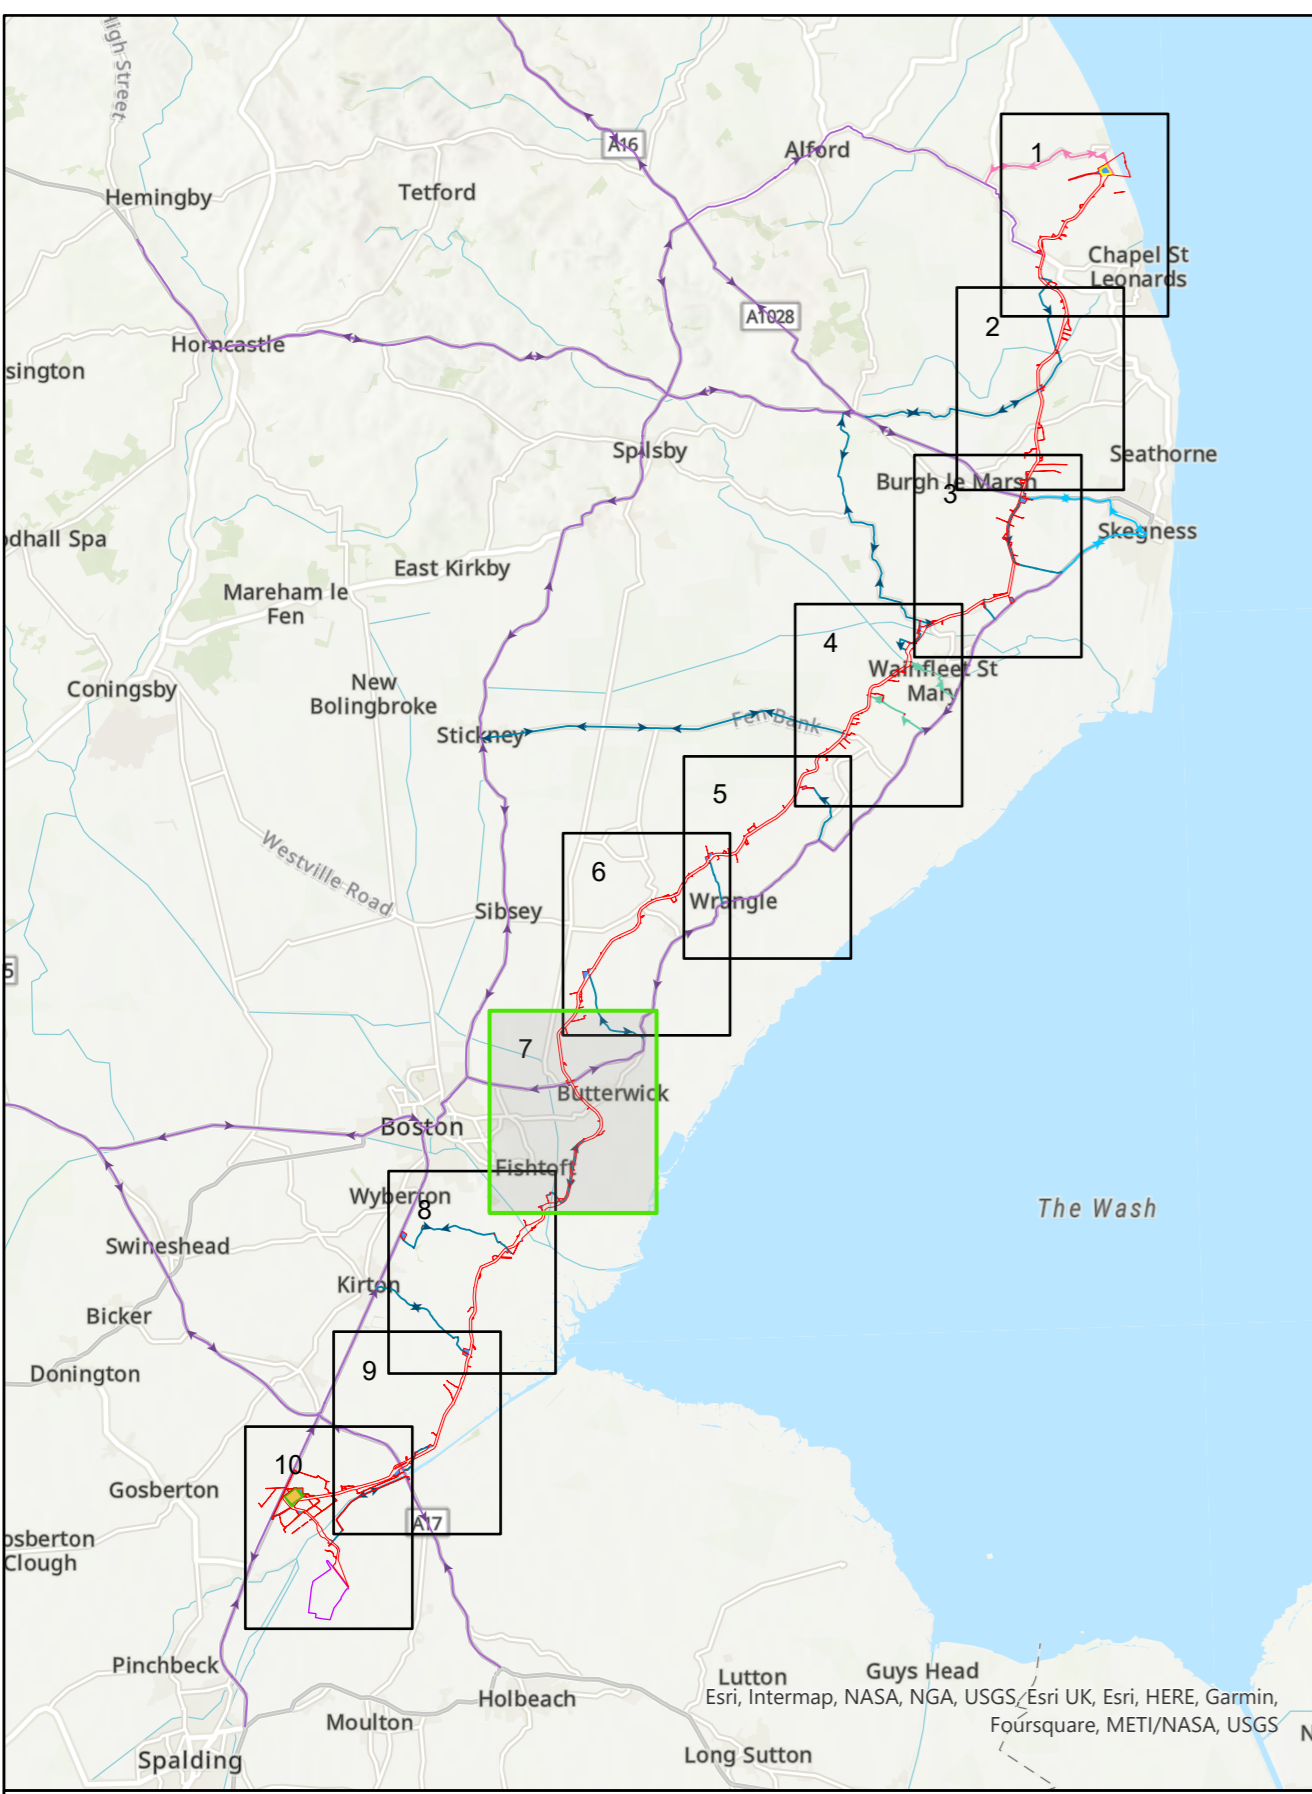 High Street
A16
Alford
1
Hemingby
Tetford
Chapel St
Leonards
A1028
2
Horncastle
sington
Spilsby
Seathorne
Burgh le Marsh
3
Skegness
odhall Spa
East Kirkby
Mareham le
Fen
4
Wainfleet St
Mary
Coningsby
New
Bolingbroke
Fen Bank
Stickney
5
Westville Road
6
Wrangle
Sibsey
5
7
Butterwick
Boston
Fishtoft
Wyberton
8
The Wash
Swineshead
Kirton
Bicker
9
Donington
10
Gosberton
A17
osberton
Clough
Pinchbeck
Lutton
Guys Head
Holbeach
Esri, Intermap, NASA, NGA, USGS, Esri UK, Esri, HERE, Garmin,
Foursquare, METI/NASA, USGS
Moulton
N
Long Sutton
Spalding